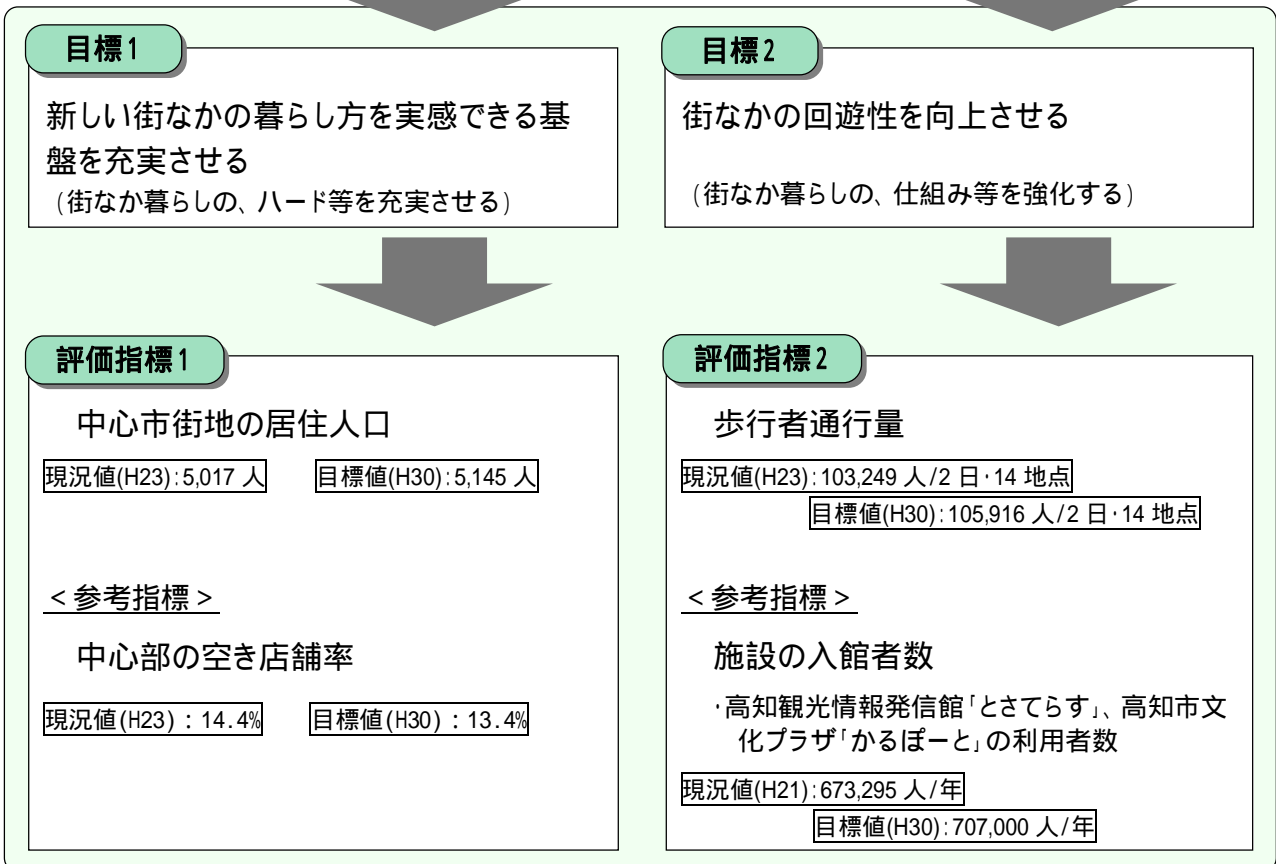 目標1
新しい街なかの暮らし方を実感できる基
盤を充実させる
(街なか暮らしの、ハード等を充実させる)
目標2
街なかの回遊性を向上させる
(街なか暮らしの、仕組み等を強化する)
評価指標1
中心市街地の居住人口
現況値(H23):5,017 人 目標値(H30):5,145 人
<参考指標>
中心部の空き店舗率
現況値(H23):14.4% 目標値(H30):13.4%
評価指標2
歩行者通行量
現況値(H23):103,249 人/2 日・14 地点
目標値(H30):105,916 人/2 日・14 地点
<参考指標>
施設の入館者数
・高知観光情報発信館「とさてらす」、高知市文
化プラザ「かるぽーと」の利用者数
現況値(H21):673,295 人/年
目標値(H30):707,000 人/年